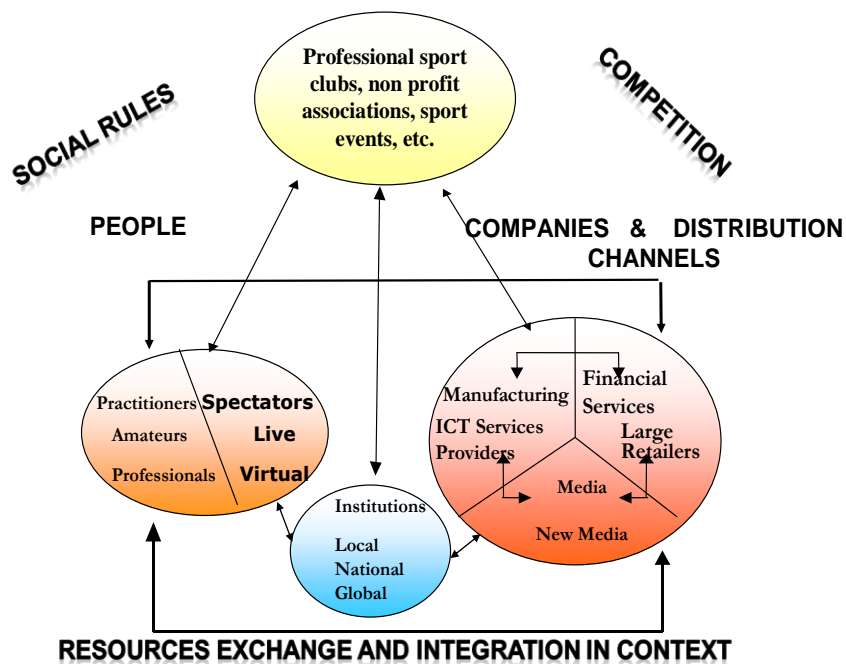 Professional sport
clubs, non profit
associations, sport
events, etc.
SOCIAL RULES
COMPETITION
PEOPLE
COMPANIES & DISTRIBUTION
CHANNELS
Practitioners
Amateurs
Professionals
Spectators
Live
Virtual
Manufacturing
ICT Services
Providers
Financial
Services
Large
Retailers
Media
New Media
Institutions
Local
National
Global
RESOURCES EXCHANGE AND INTEGRATION IN CONTEXT